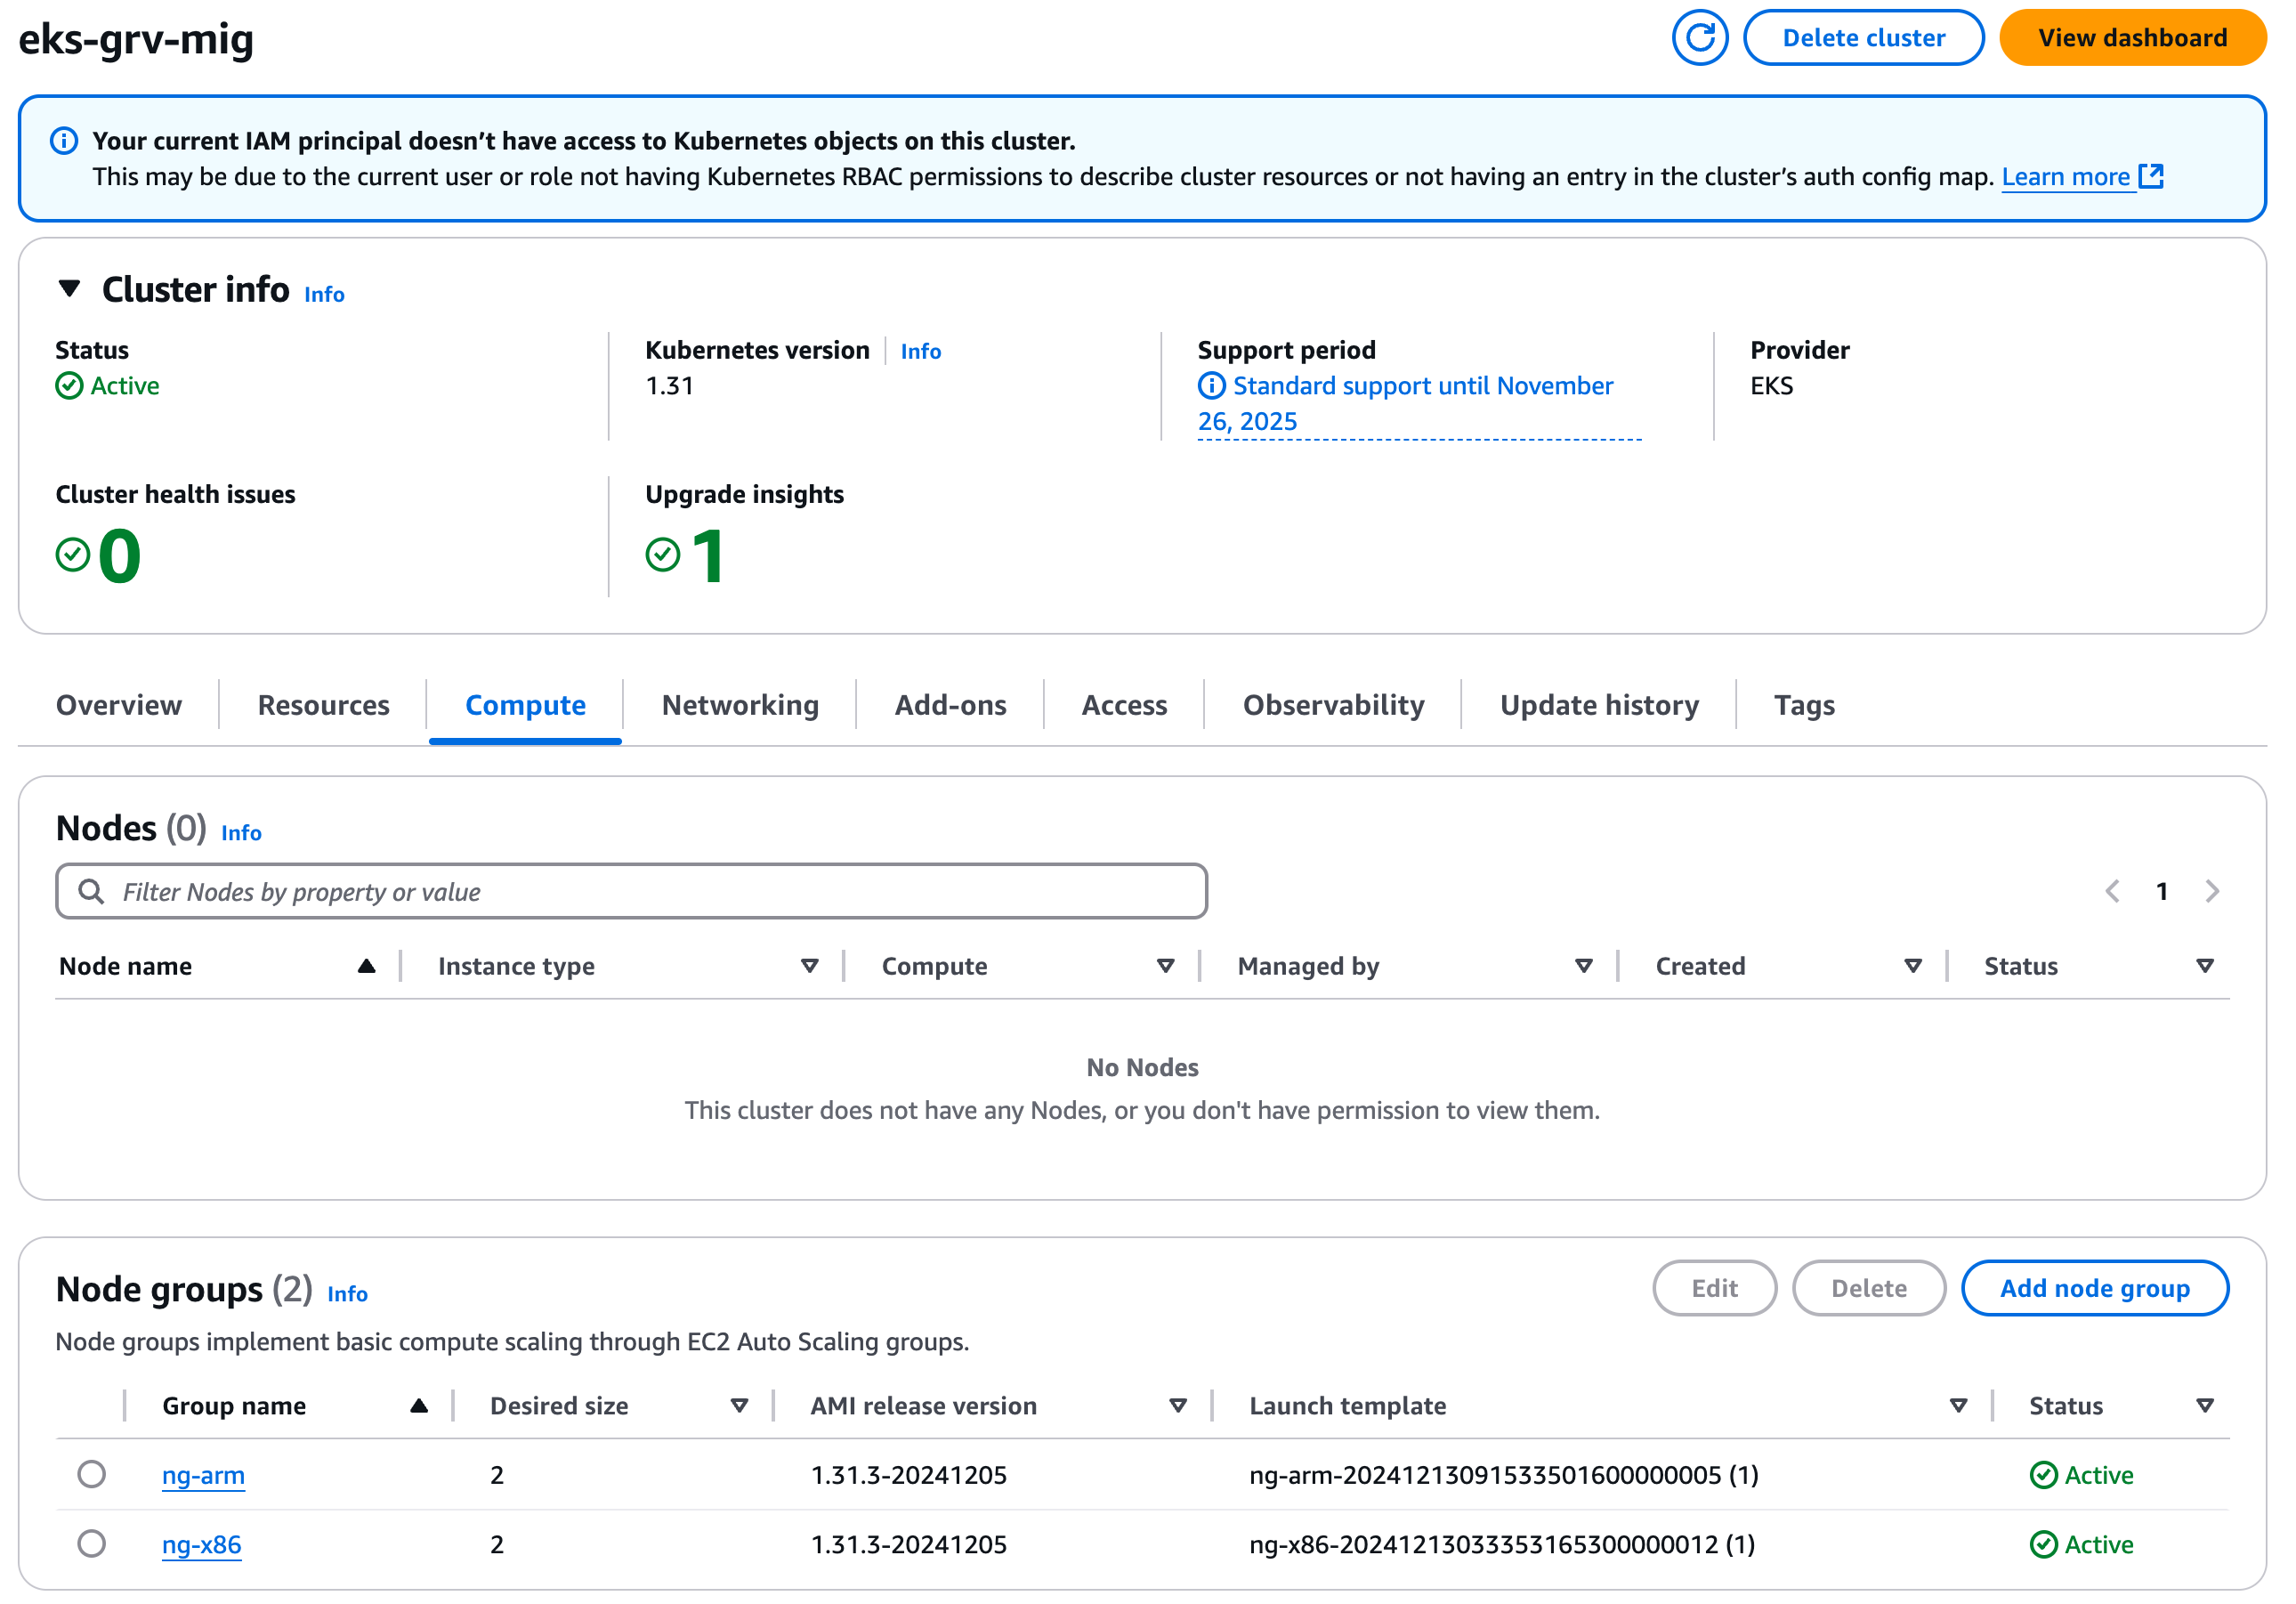 eks-grv-mig
Delete cluster
View dashboard
Your current IAM principal doesn’t have access to Kubernetes objects on this cluster.
This may be due to the current user or role not having Kubernetes RBAC permissions to describe cluster resources or not having an entry in the cluster’s auth config map. Learn more
Cluster info Info
Status
Active
Kubernetes version Info
1.31
Support period
Standard support until November
26, 2025
Provider
EKS
Cluster health issues
0
Upgrade insights
1
Overview Resources Compute Networking Add-ons Access Observability Update history Tags
Nodes (0) Info
Filter Nodes by property or value
1
Node name Instance type Compute Managed by Created Status
No Nodes
This cluster does not have any Nodes, or you don't have permission to view them.
Node groups (2) Info
Edit Delete Add node group
Node groups implement basic compute scaling through EC2 Auto Scaling groups.
Group name Desired size AMI release version Launch template Status
ng-arm 2 1.31.3-20241205 ng-arm-20241213091533501600000005 (1) Active
ng-x86 2 1.31.3-20241205 ng-x86-20241213033353165300000012 (1) Active